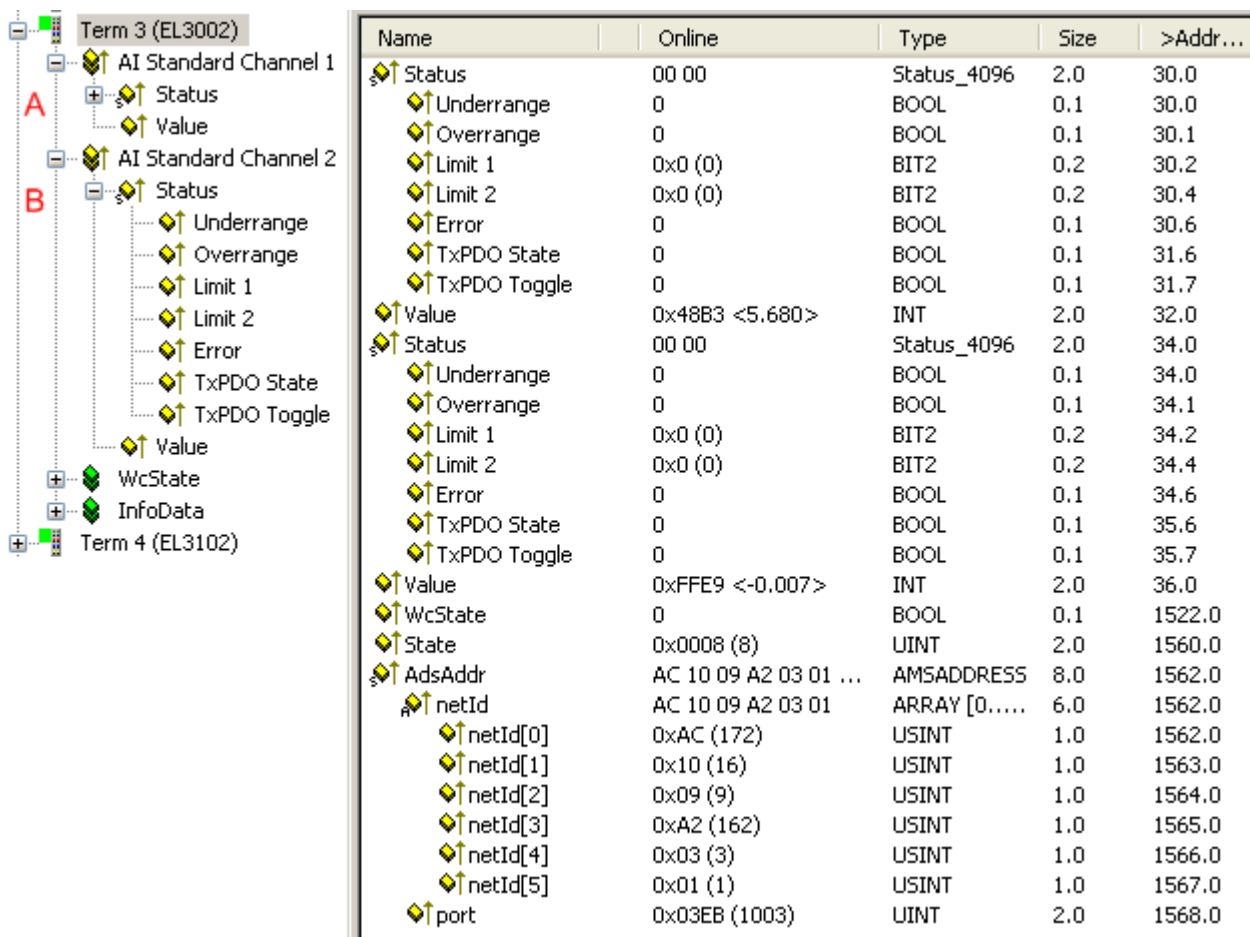 Term 3 (EL3002)
AI Standard Channel 1
A
Status
Value
AI Standard Channel 2
B
Status
Underrange
Overrange
Limit 1
Limit 2
Error
TxPDO State
TxPDO Toggle
Value
WcState
InfoData
Term 4 (EL3102)
Name Online Type Size >Addr...
Status 00 00 Status_4096 2.0 30.0
Underrange 0 BOOL 0.1 30.0
Overrange 0 BOOL 0.1 30.1
Limit 1 0x0 (0) BIT2 0.2 30.2
Limit 2 0x0 (0) BIT2 0.2 30.4
Error 0 BOOL 0.1 30.6
TxPDO State 0 BOOL 0.1 31.6
TxPDO Toggle 0 BOOL 0.1 31.7
Value 0x48B3 <5.680> INT 2.0 32.0
Status 00 00 Status_4096 2.0 34.0
Underrange 0 BOOL 0.1 34.0
Overrange 0 BOOL 0.1 34.1
Limit 1 0x0 (0) BIT2 0.2 34.2
Limit 2 0x0 (0) BIT2 0.2 34.4
Error 0 BOOL 0.1 34.6
TxPDO State 0 BOOL 0.1 35.6
TxPDO Toggle 0 BOOL 0.1 35.7
Value 0xFFE9 <-0.007> INT 2.0 36.0
WcState 0 BOOL 0.1 1522.0
State 0x0008 (8) UINT 2.0 1560.0
AdsAddr AC 10 09 A2 03 01 ... AMSADDRESS 8.0 1562.0
netId AC 10 09 A2 03 01 ARRAY [0..... 6.0 1562.0
netId[0] 0xAC (172) USINT 1.0 1562.0
netId[1] 0x10 (16) USINT 1.0 1563.0
netId[2] 0x09 (9) USINT 1.0 1564.0
netId[3] 0xA2 (162) USINT 1.0 1565.0
netId[4] 0x03 (3) USINT 1.0 1566.0
netId[5] 0x01 (1) USINT 1.0 1567.0
port 0x03EB (1003) UINT 2.0 1568.0